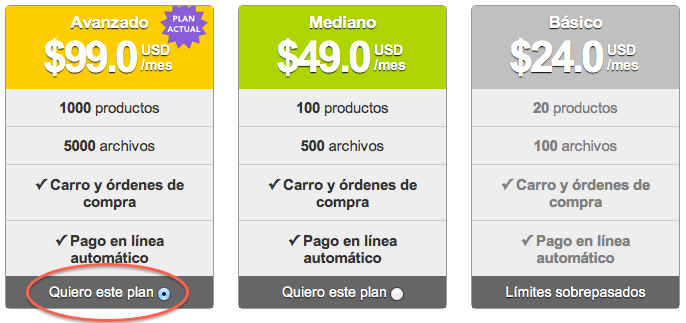 Avanzado
PLAN
ACTUAL
$99.0 USD
/mes
1000 productos
5000 archivos
✓ Carro y órdenes de
compra
✓ Pago en línea
automático
Quiero este plan
Mediano
$49.0 USD
/mes
100 productos
500 archivos
✓ Carro y órdenes de
compra
✓ Pago en línea
automático
Quiero este plan
Básico
$24.0 USD
/mes
20 productos
100 archivos
✓ Carro y órdenes de
compra
✓ Pago en línea
automático
Límites sobrepasados